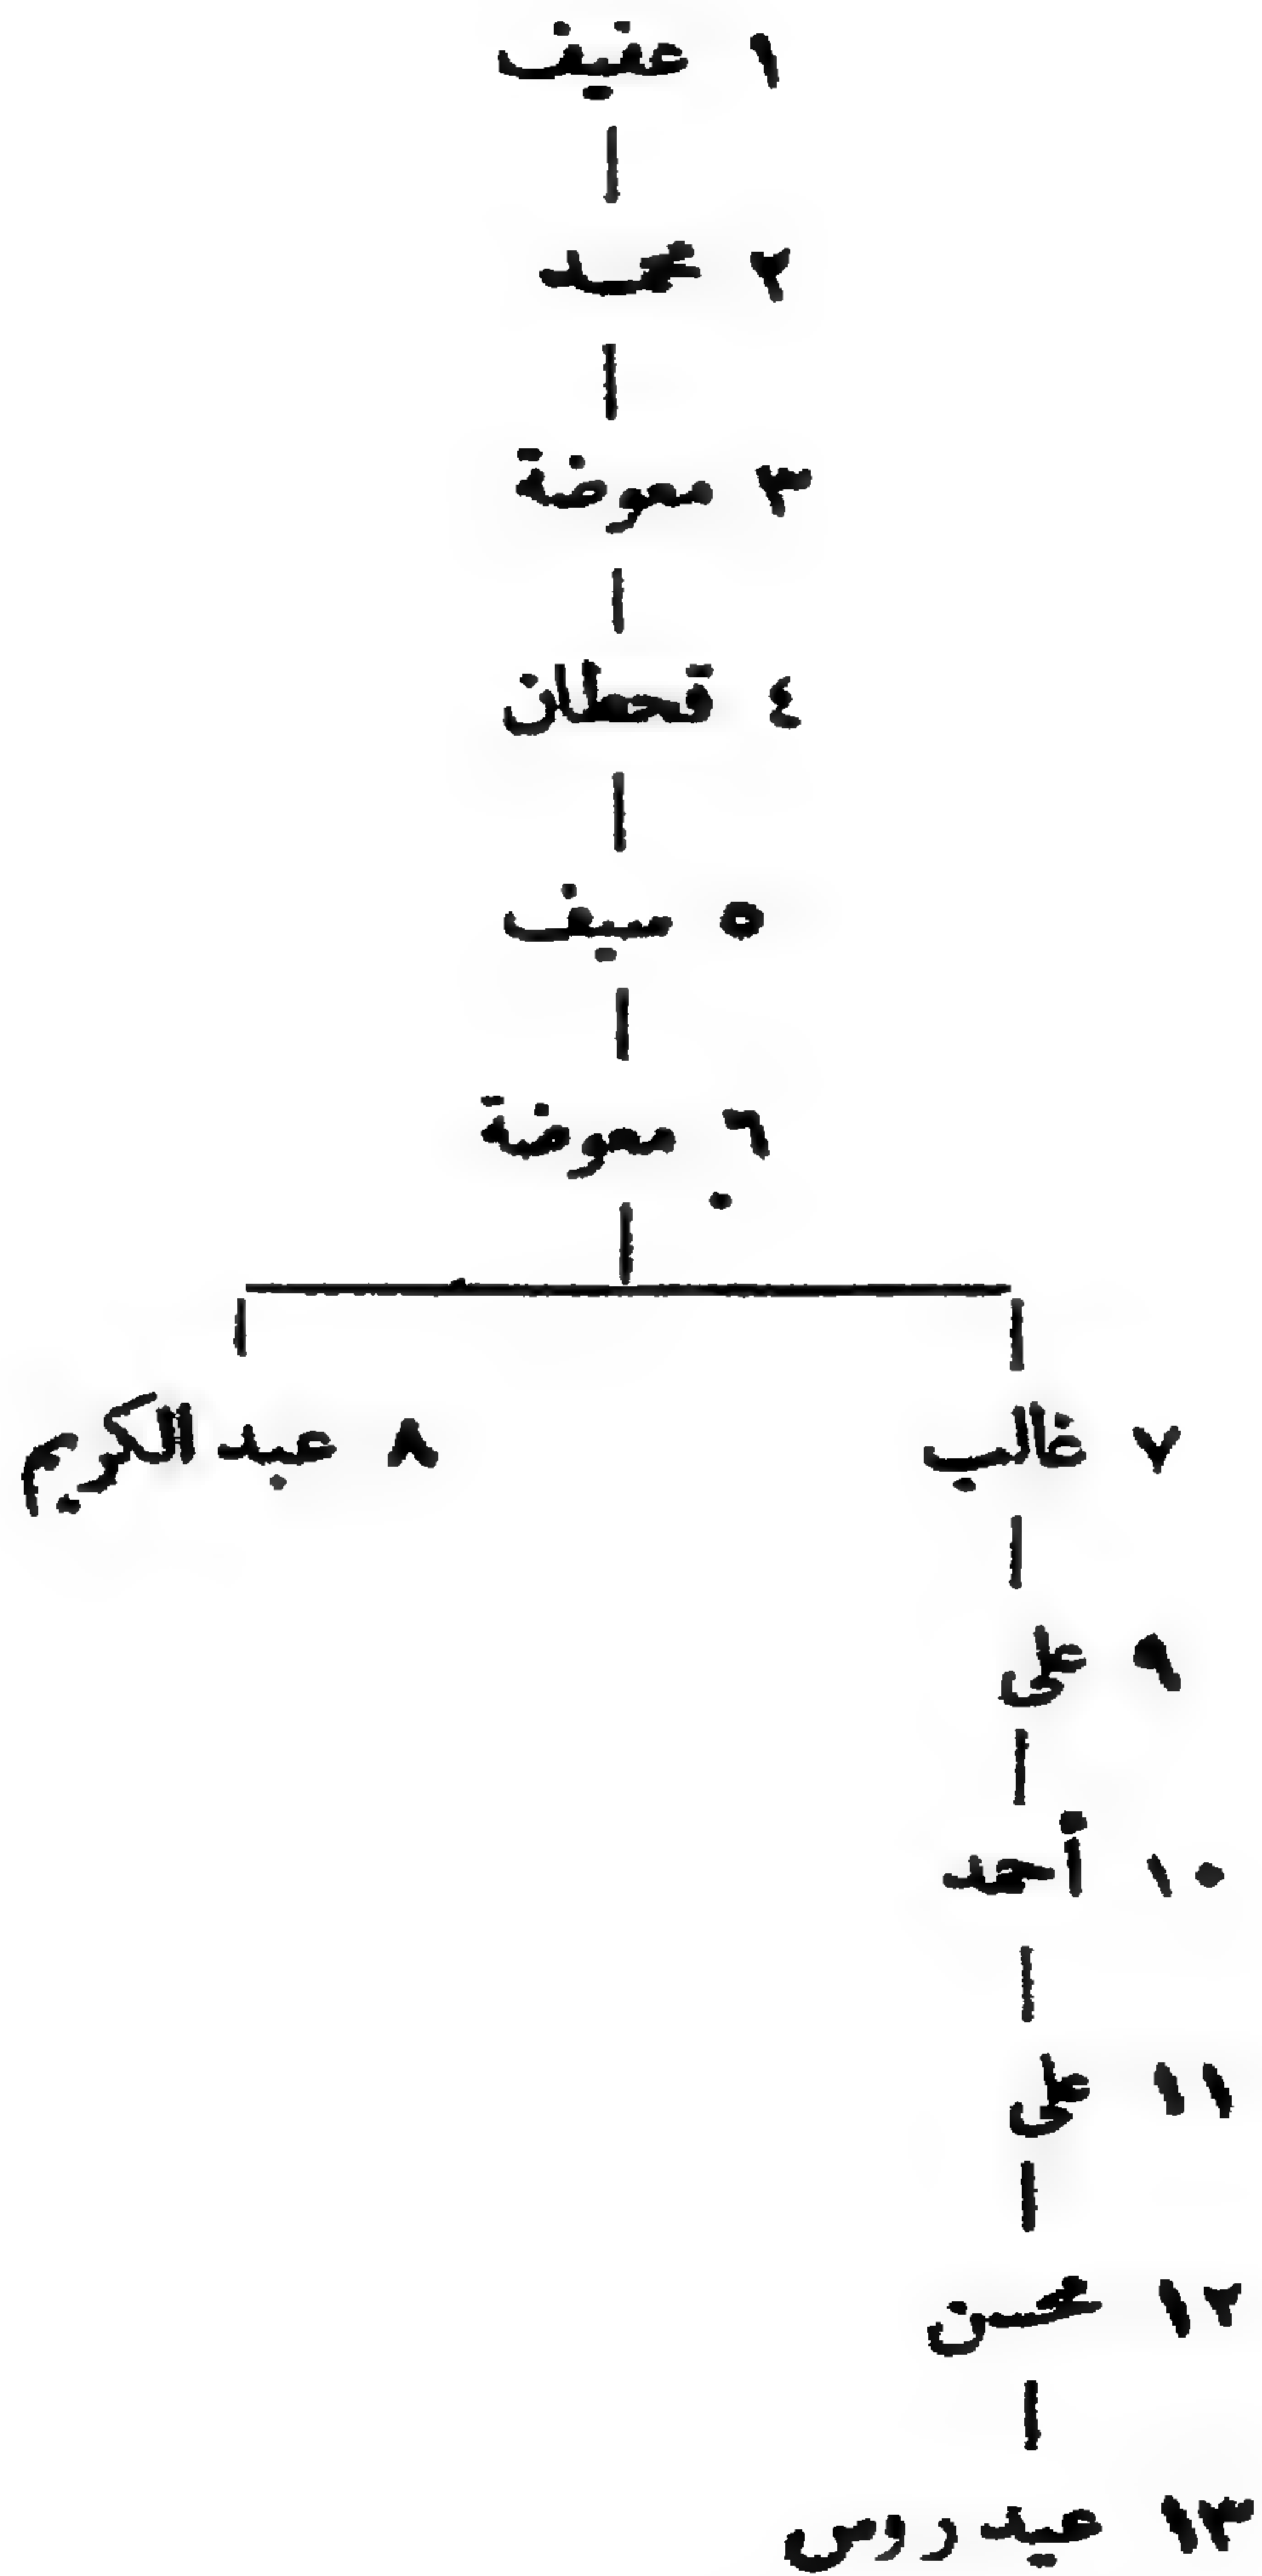 ١ عفيف
٢ محمد
٣ معوضة
٤ قحطان
٥ سيف
٦ معوضة
٧ غالب
٨ عبد الكريم
٩ على
١٠ أحمد
١١ على
١٢ محسن
١٣ عيدروس